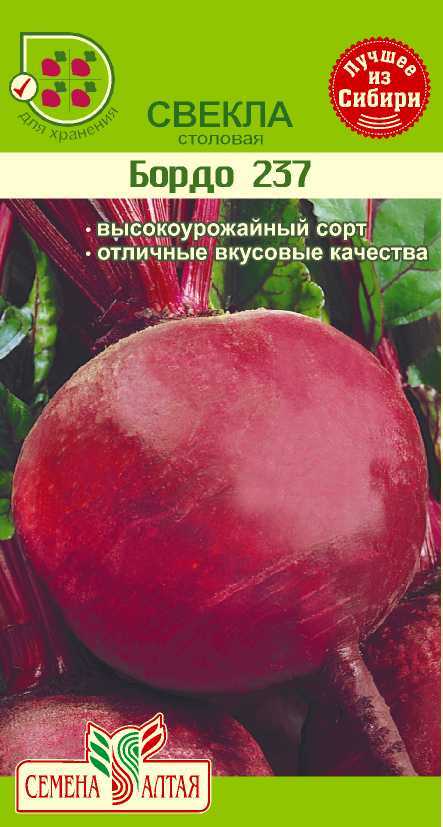 для хранения
Лучшее
из
Сибири
СВЕКЛА
столовая
Бордо 237
• высокоурожайный сорт
• отличные вкусовые качества
СЕМЕНА АЛТАЯ